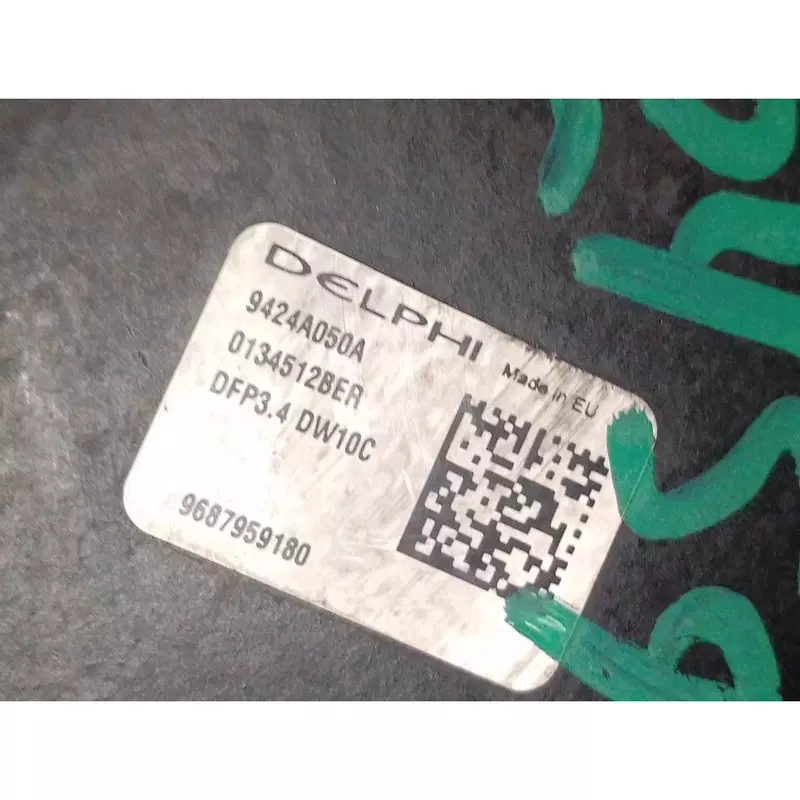 DELPHI
9424A050A
0134512BER
DFP3.4 DW10C
Made in EU
9687959180